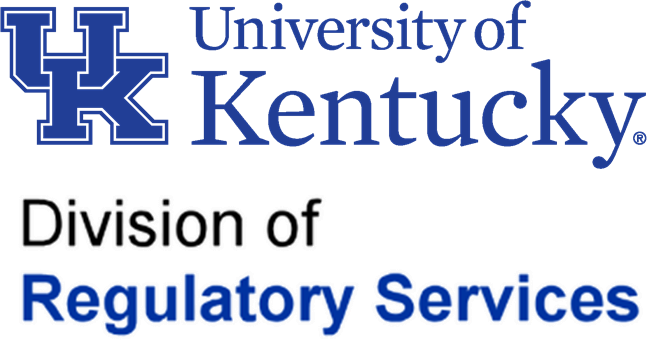 UK
University of
Kentucky®
Division of
Regulatory Services